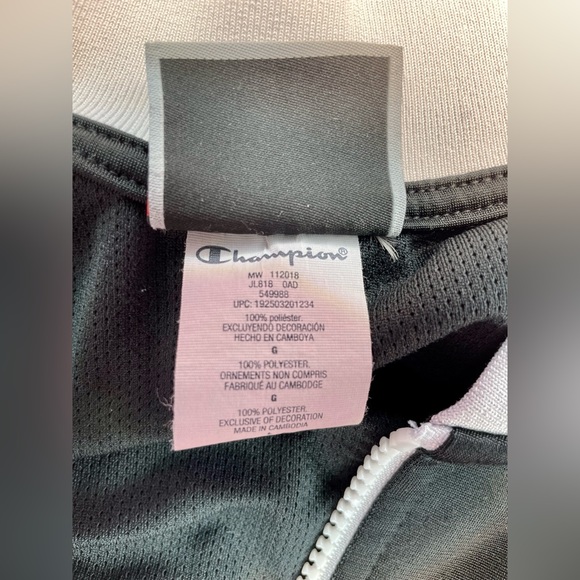 Champion®
MW 112018
JL818 0AD
549988
UPC: 192503201234
100% poliéster.
EXCLUYENDO DECORACIÓN
HECHO EN CAMBOYA
G
100% POLYESTER.
ORNEMENTS NON COMPRIS
FABRIQUÉ AU CAMBODGE
G
100% POLYESTER.
EXCLUSIVE OF DECORATION
MADE IN CAMBODIA